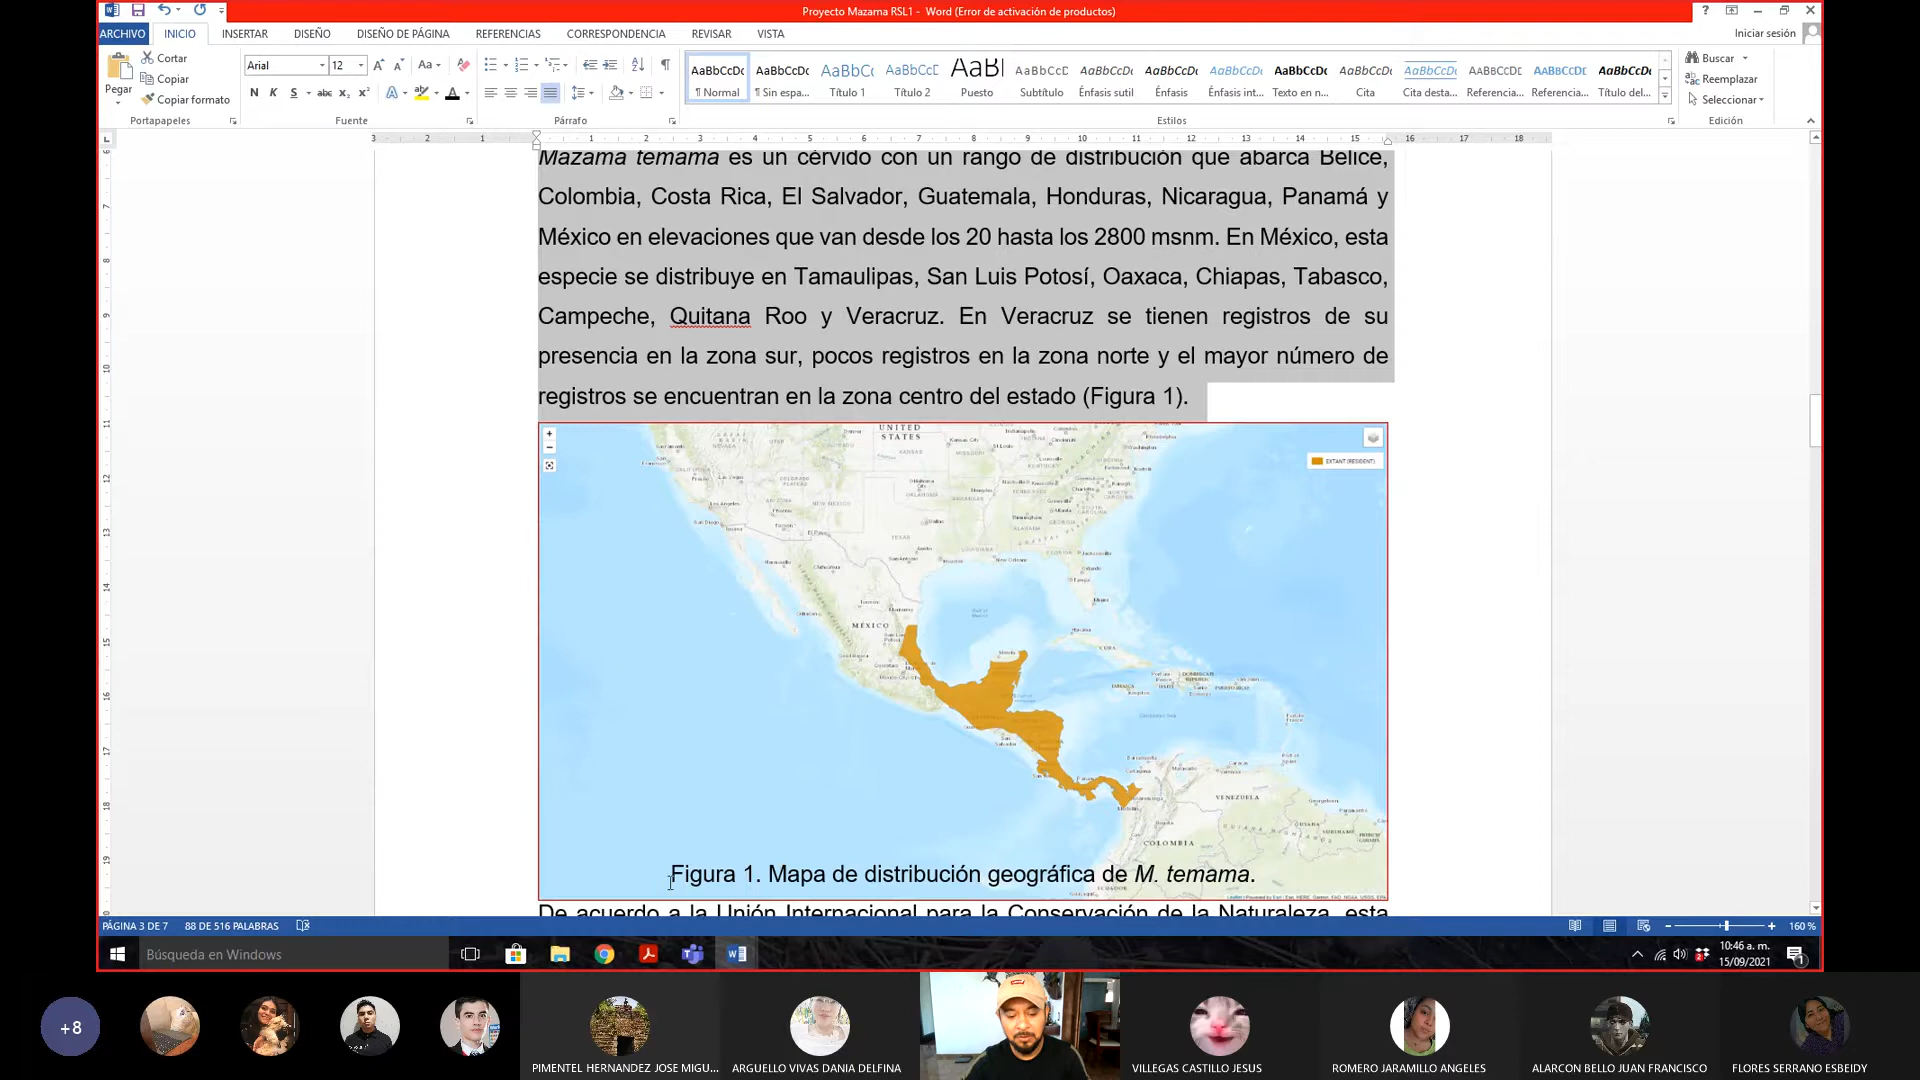 Proyecto Mazama RSL1 - Word (Error de activación de productos)
ARCHIVO INICIO INSERTAR DISEÑO DISEÑO DE PÁGINA REFERENCIAS CORRESPONDENCIA REVISAR VISTA Iniciar sesión
Cortar
Copiar
Copiar formato
Pegar
Portapapeles
Arial 12
Fuente
Párrafo
¶ Normal ¶ Sin espa... Título 1 Título 2 Puesto Subtítulo Énfasis sutil Énfasis Énfasis int... Texto en n... Cita Cita desta... Referencia... Referencia... Título del...
Estilos
Buscar
Reemplazar
Seleccionar
Edición
Mazama temama es un cérvido con un rango de distribución que abarca Belice,
Colombia, Costa Rica, El Salvador, Guatemala, Honduras, Nicaragua, Panamá y
México en elevaciones que van desde los 20 hasta los 2800 msnm. En México, esta
especie se distribuye en Tamaulipas, San Luis Potosí, Oaxaca, Chiapas, Tabasco,
Campeche, Quitana Roo y Veracruz. En Veracruz se tienen registros de su
presencia en la zona sur, pocos registros en la zona norte y el mayor número de
registros se encuentran en la zona centro del estado (Figura 1).
UNITED
STATES
EXTANT (RESIDENT)
MÉXICO
CUBA
VENEZUELA
COLOMBIA
Figura 1. Mapa de distribución geográfica de M. temama.
De acuerdo a la Unión Internacional para la Conservación de la Naturaleza, esta
PÁGINA 3 DE 7 88 DE 516 PALABRAS 160 %
Búsqueda en Windows
10:46 a. m.
15/09/2021
+8
PIMENTEL HERNANDEZ JOSE MIGU...
ARGUELLO VIVAS DANIA DELFINA
VILLEGAS CASTILLO JESUS
ROMERO JARAMILLO ANGELES
ALARCON BELLO JUAN FRANCISCO
FLORES SERRANO ESBEIDY